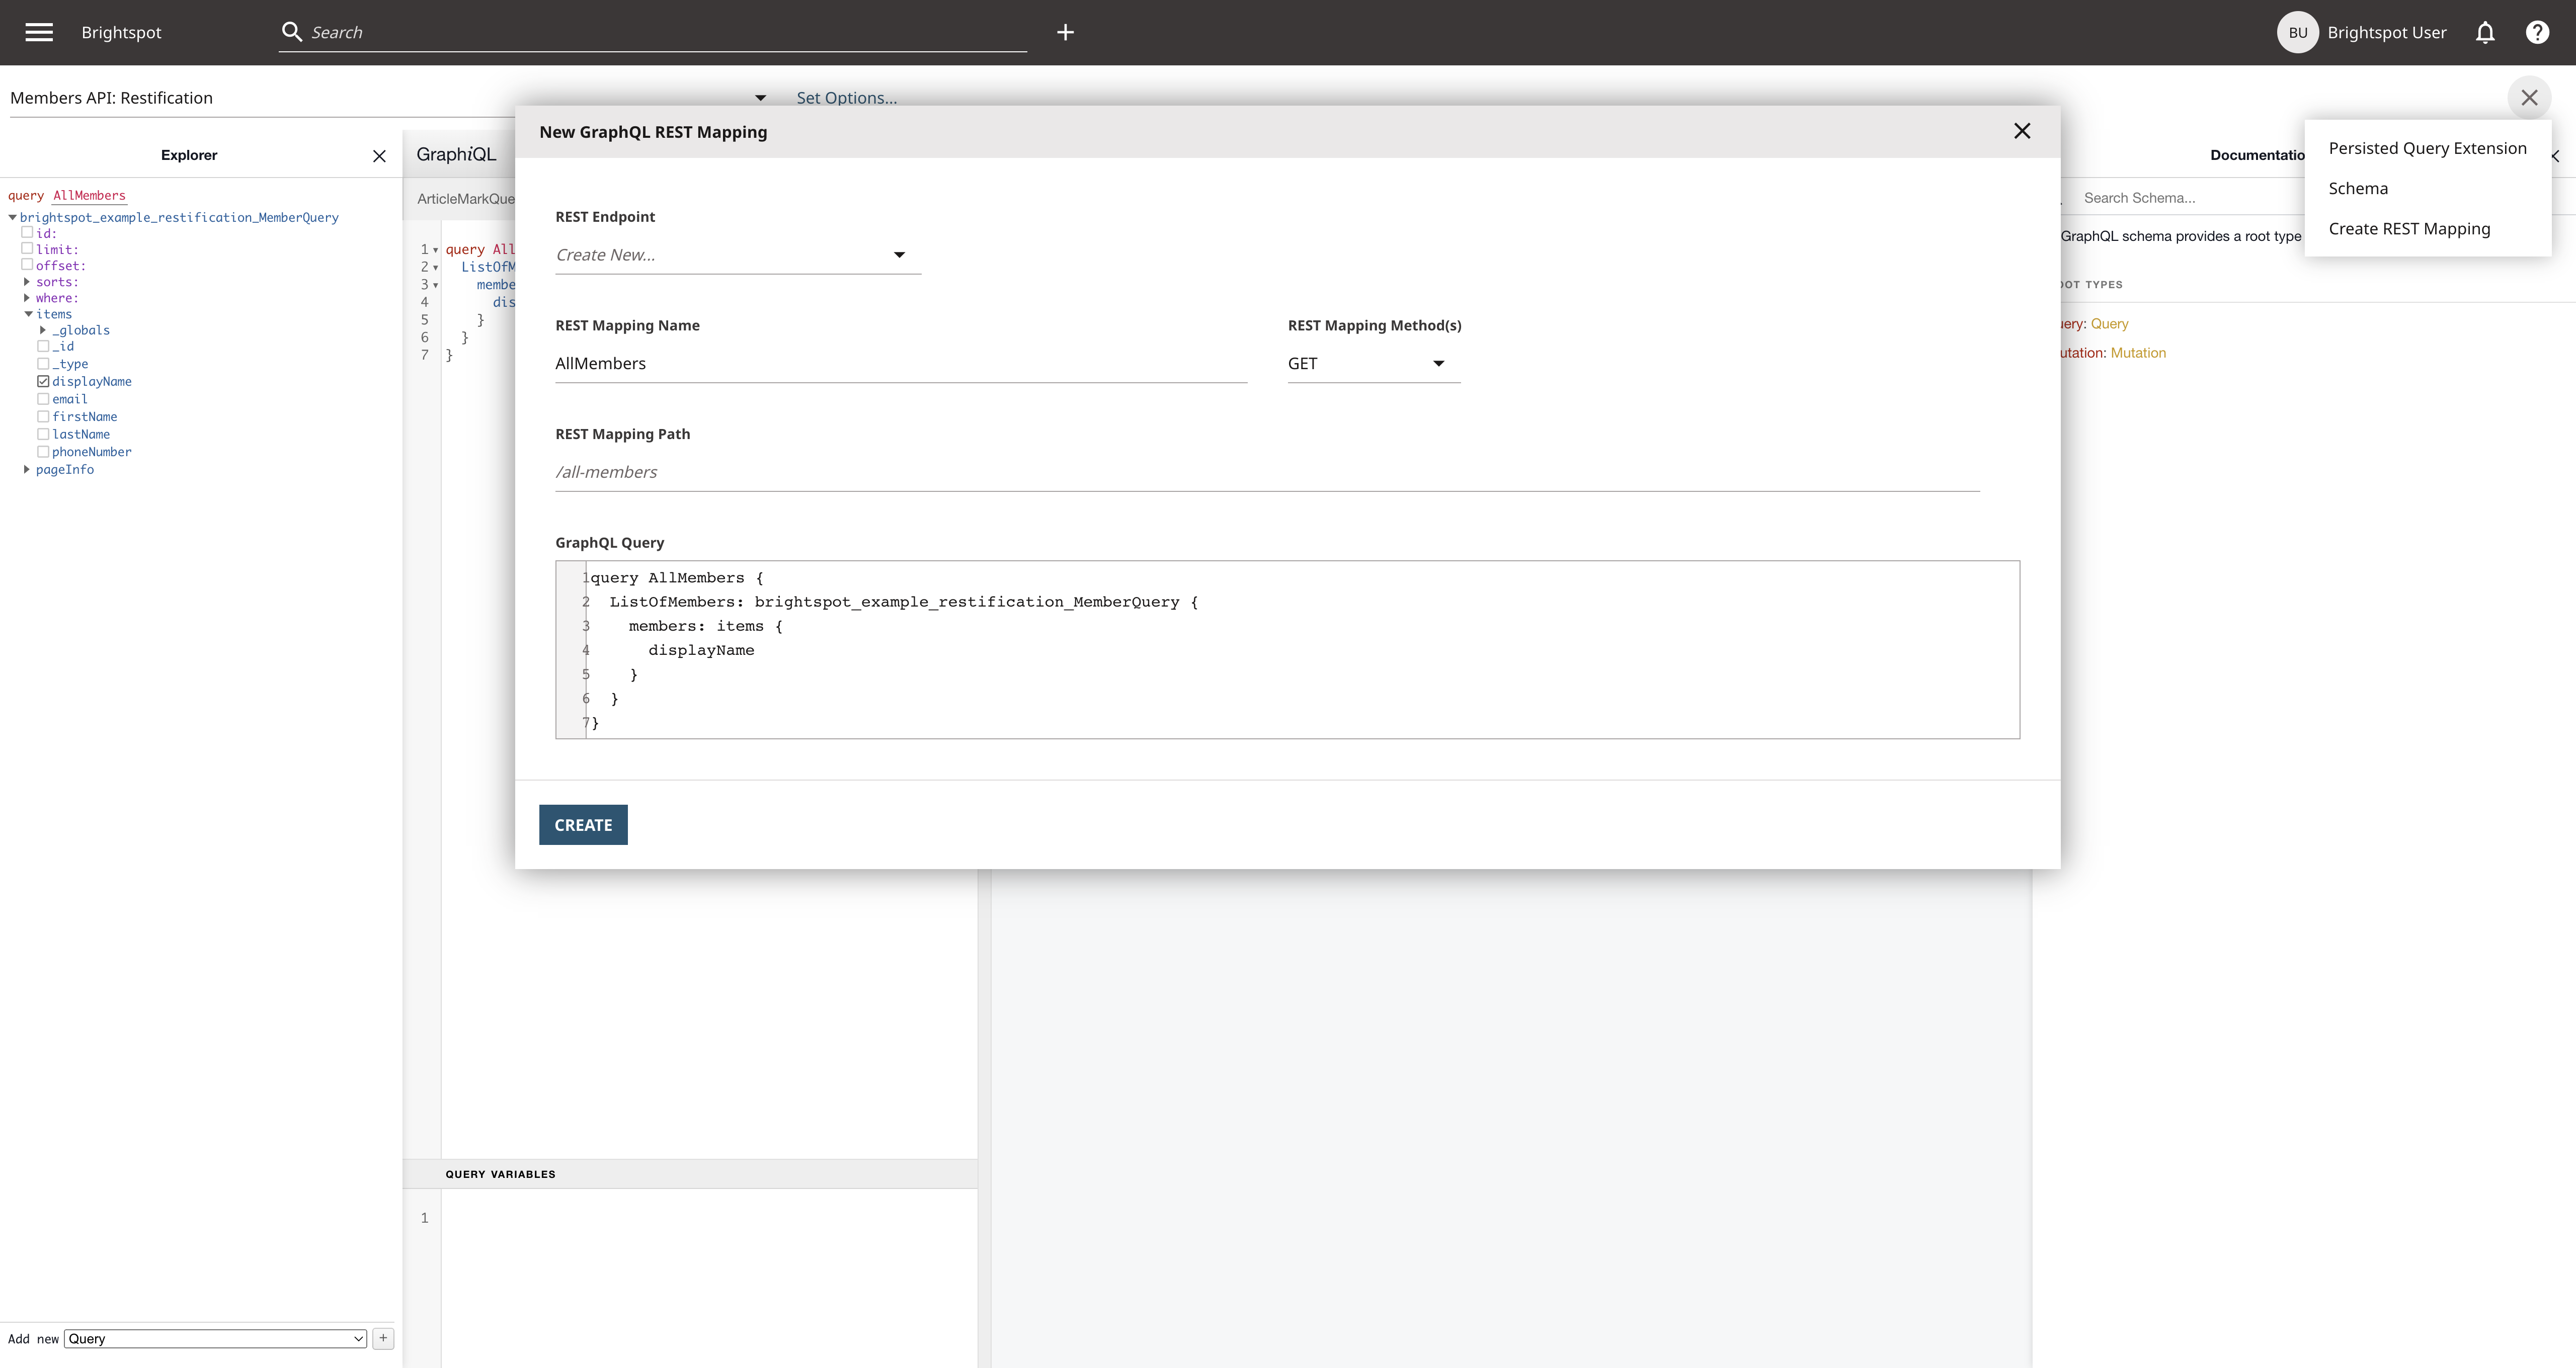 Brightspot
Search
BU
Brightspot User
Members API: Restification
Set Options...
Explorer
query AllMembers
brightspot_example_restification_MemberQuery
id:
limit:
offset:
sorts:
where:
items
_globals
_id
_type
displayName
email
firstName
lastName
phoneNumber
pageInfo
Add new Query +
GraphiQL
ArticleMarkQue
1 query All
2 ListOfM
3 membe
4 dis
5 }
6 }
7 }
QUERY VARIABLES
1
New GraphQL REST Mapping
REST Endpoint
Create New...
REST Mapping Name
AllMembers
REST Mapping Method(s)
GET
REST Mapping Path
/all-members
GraphQL Query
1 query AllMembers {
2 ListOfMembers: brightspot_example_restification_MemberQuery {
3 members: items {
4 displayName
5 }
6 }
7 }
CREATE
Documentatio
Search Schema...
GraphQL schema provides a root type
OOT TYPES
uery: Query
utation: Mutation
Persisted Query Extension
Schema
Create REST Mapping